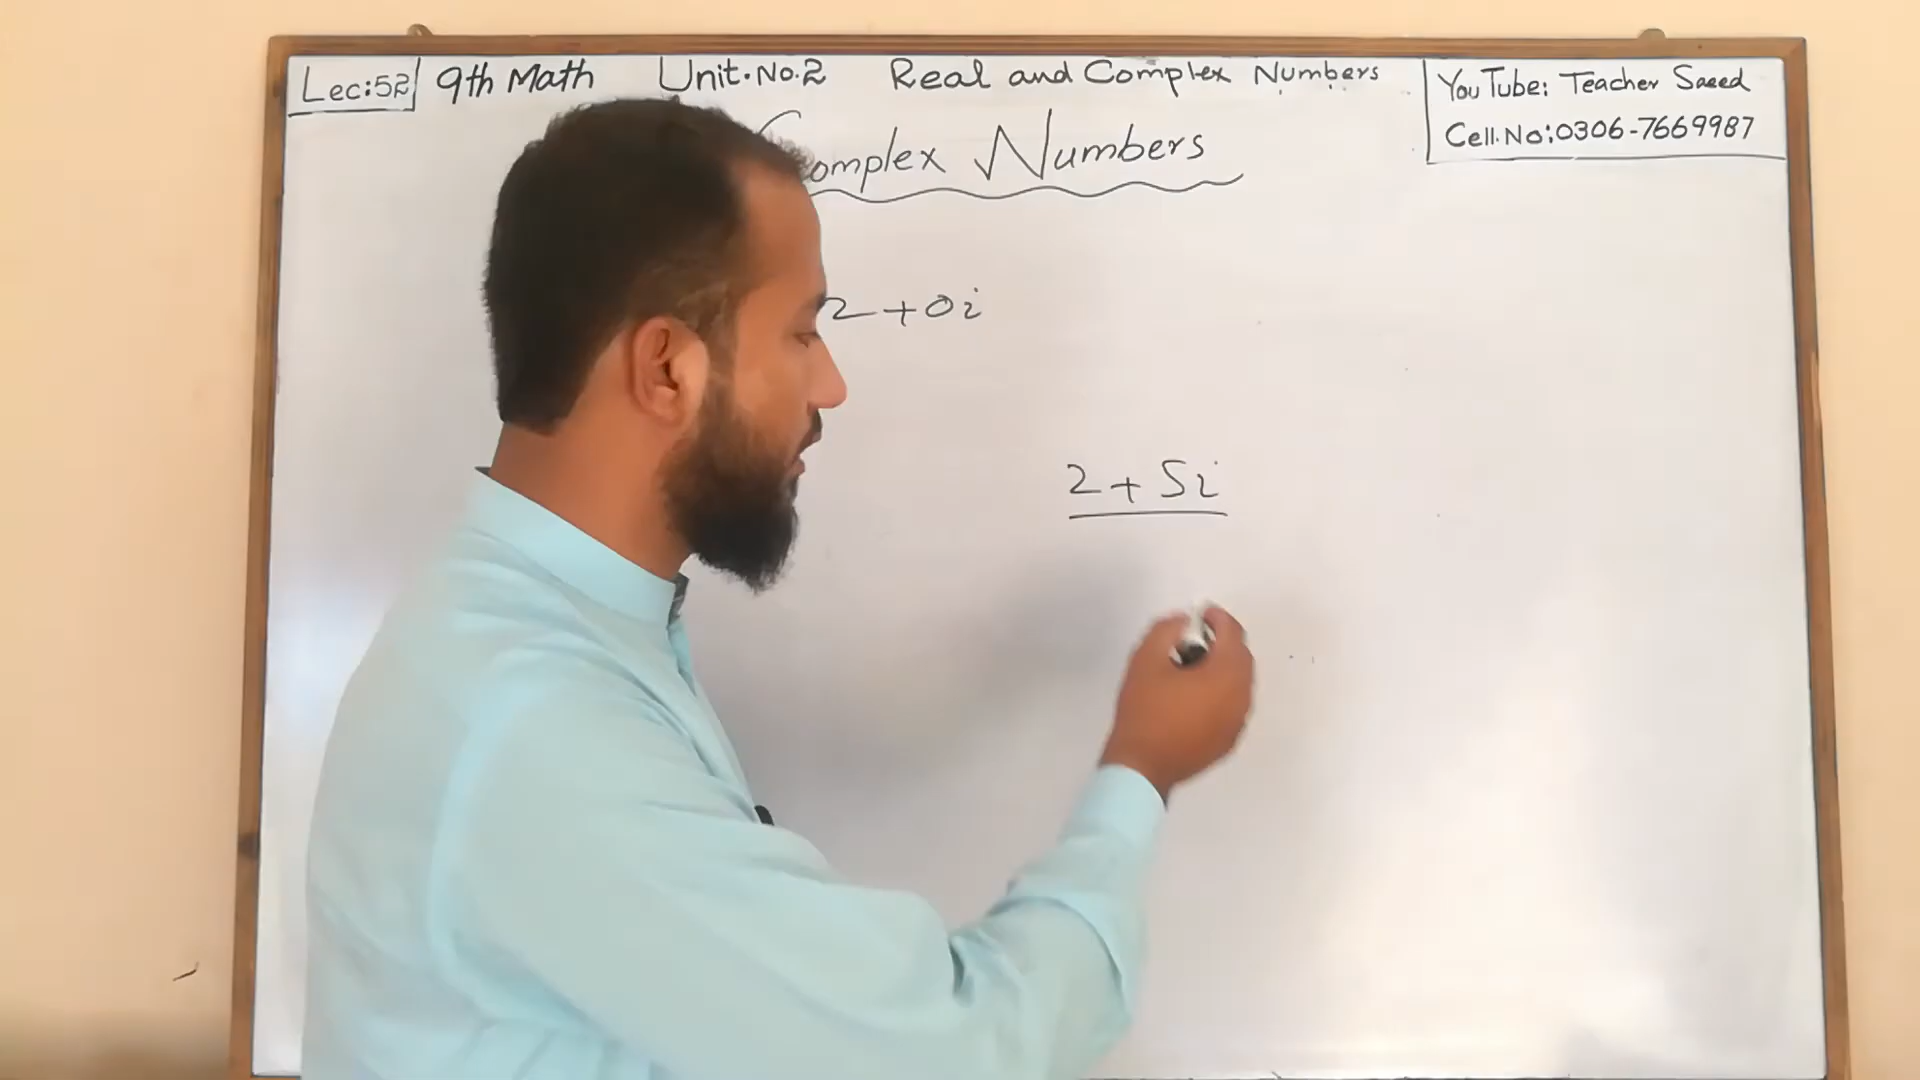 Lec:52 9th Math Unit.No.2 Real and Complex Numbers
YouTube: Teacher Saeed
Cell.No:0306-7669987
Complex Numbers
2+0i
2+5i